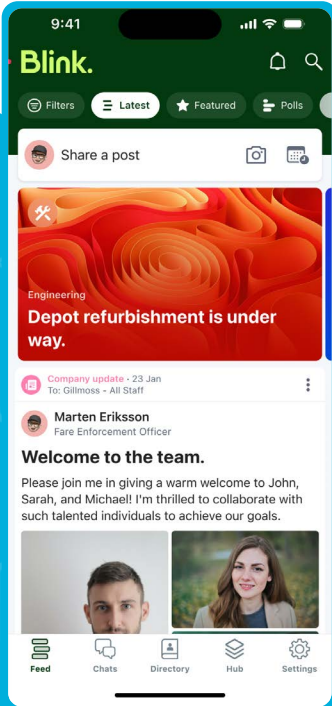 9:41
Blink.
Filters
Latest
Featured
Polls
Share a post
Engineering
Depot refurbishment is under
way.
Company update · 23 Jan
To: Gillmoss - All Staff
Marten Eriksson
Fare Enforcement Officer
Welcome to the team.
Please join me in giving a warm welcome to John,
Sarah, and Michael! I'm thrilled to collaborate with
such talented individuals to achieve our goals.
Feed
Chats
Directory
Hub
Settings